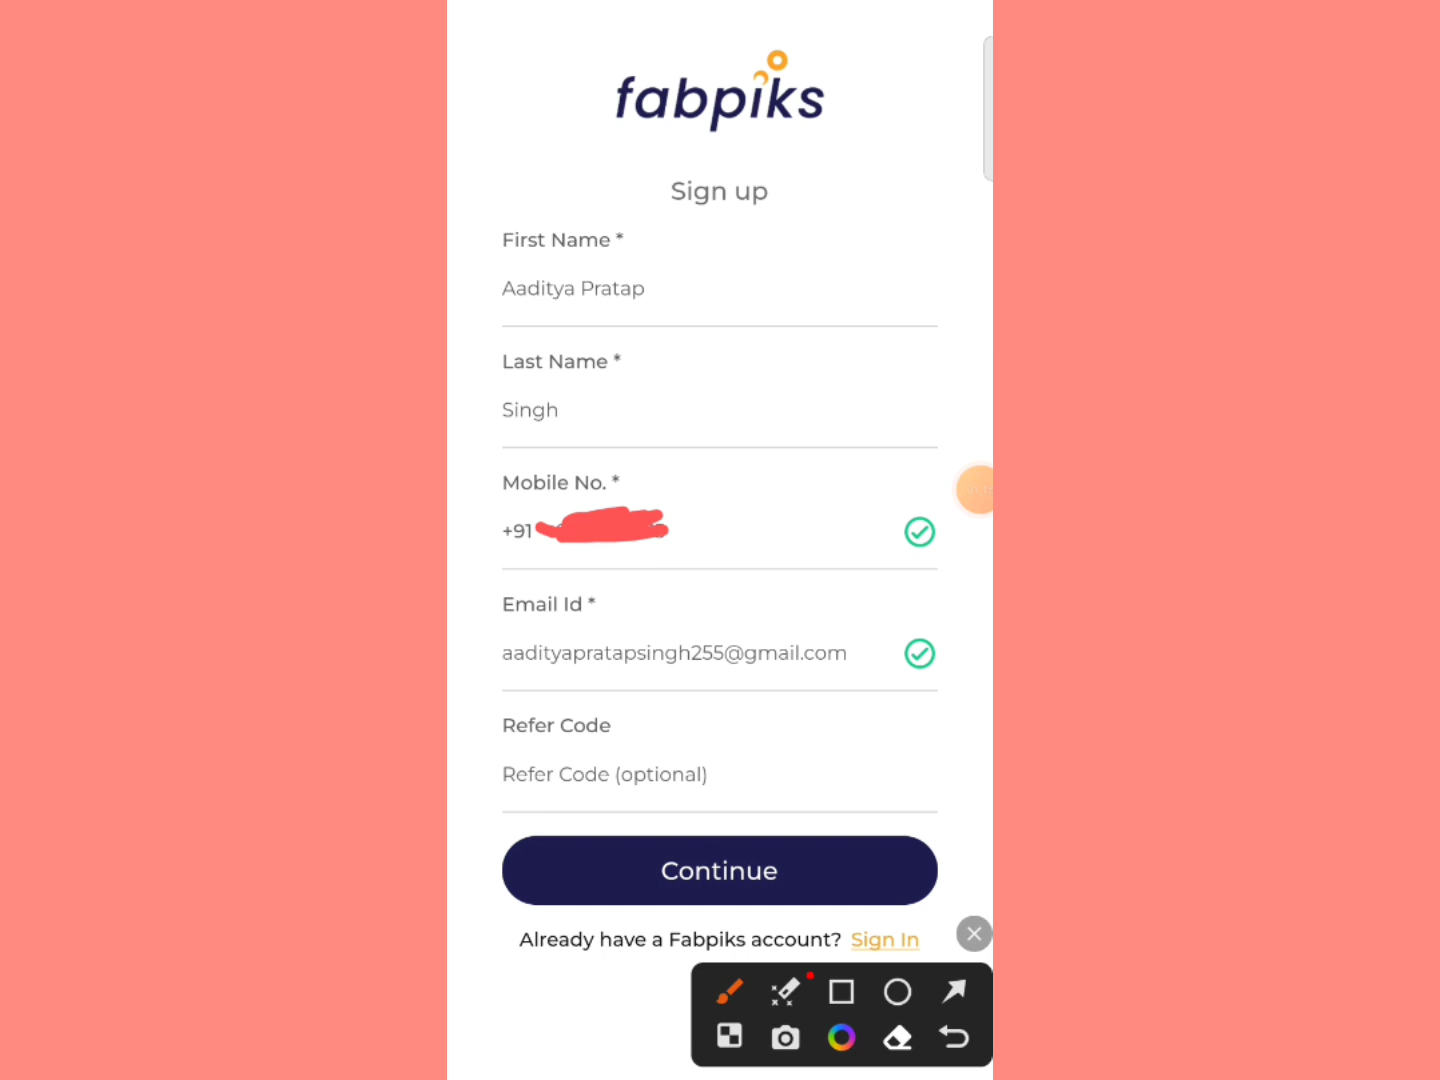 fabpiks
Sign up
First Name *
Aaditya Pratap
Last Name *
Singh
Mobile No. *
+91
Email Id *
aadityapratapsingh255@gmail.com
Refer Code
Refer Code (optional)
Continue
Already have a Fabpiks account? Sign In